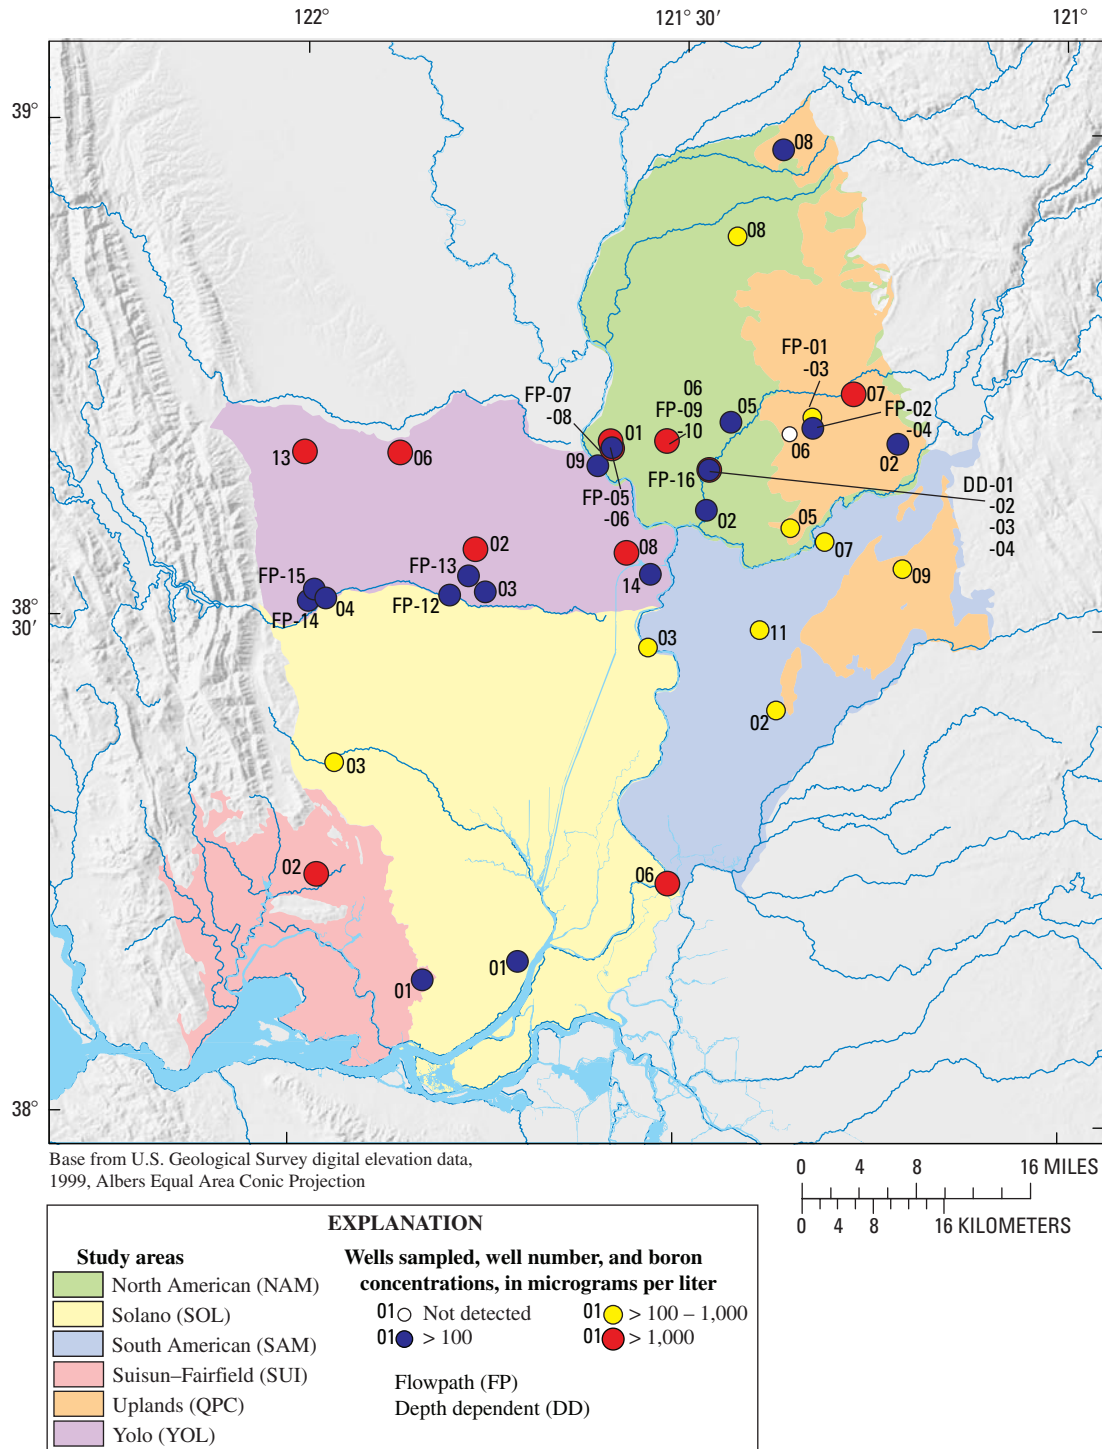 122°
121° 30′
121°
39°
08
08
FP-01
-03
FP-07
-08
06
FP-09
-10
05
07
FP-02
-04
01
13
06
09
FP-16
06
02
DD-01
-02
-03
-04
FP-05
-06
02
05
02
08
07
FP-13
09
FP-15
03
14
04
FP-12
FP-14
38°
30′
03
11
02
03
02
06
01
01
38°
Base from U.S. Geological Survey digital elevation data,
1999, Albers Equal Area Conic Projection
0 4 8 16 MILES
0 4 8 16 KILOMETERS
EXPLANATION
Study areas
North American (NAM)
Solano (SOL)
South American (SAM)
Suisun–Fairfield (SUI)
Uplands (QPC)
Yolo (YOL)
Wells sampled, well number, and boron
concentrations, in micrograms per liter
01 Not detected
01 > 100 – 1,000
01 > 100
01 > 1,000
Flowpath (FP)
Depth dependent (DD)